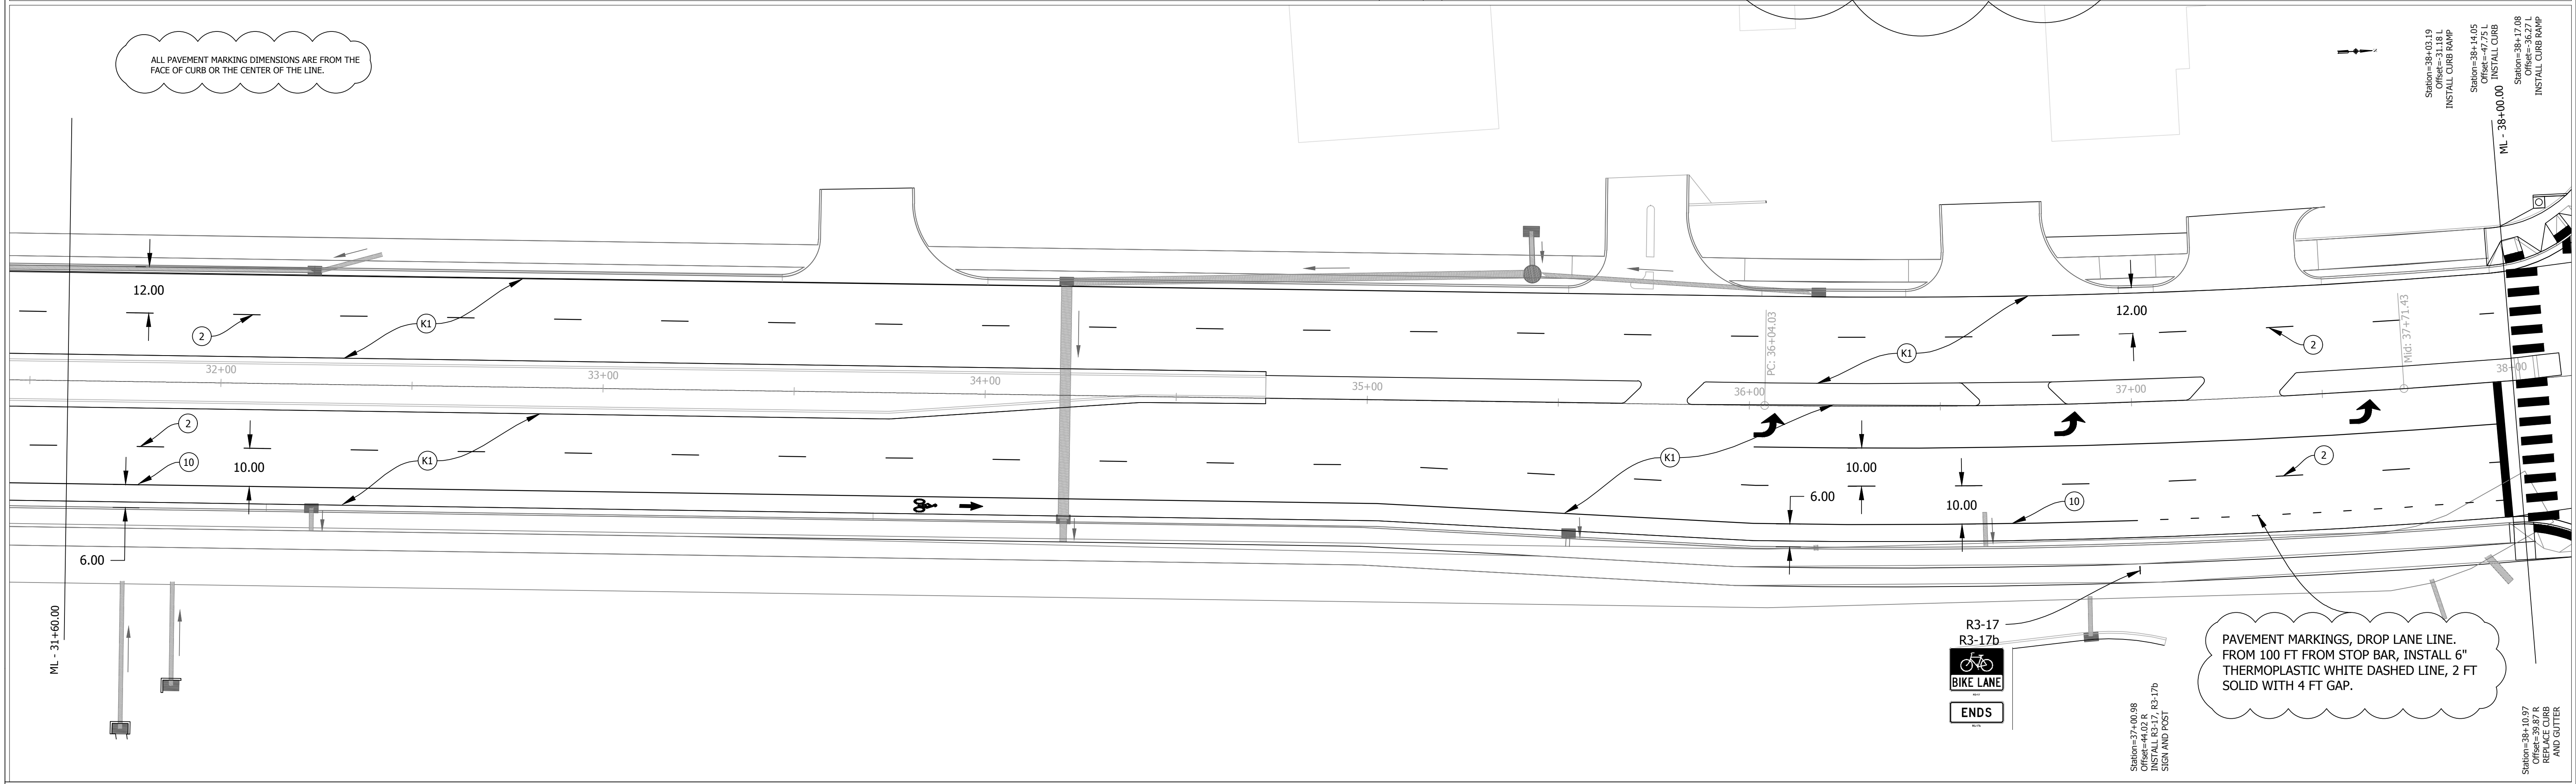 ALL PAVEMENT MARKING DIMENSIONS ARE FROM THE
FACE OF CURB OR THE CENTER OF THE LINE.
Station=38+03.19
Offset=-31.18 L
INSTALL CURB RAMP
Station=38+14.05
Offset=-47.75 L
INSTALL CURB
Station=38+17.08
Offset=-36.27 L
INSTALL CURB RAMP
ML - 38+00.00
12.00
2
K1
12.00
K1
2
PC: 36+04.03
Mid: 37+71.43
32+00
33+00
34+00
35+00
36+00
37+00
38+00
2
10
10.00
K1
K1
10.00
6.00
10.00
10
2
6.00
ML - 31+60.00
R3-17
R3-17b
BIKE LANE
ENDS
PAVEMENT MARKINGS, DROP LANE LINE.
FROM 100 FT FROM STOP BAR, INSTALL 6"
THERMOPLASTIC WHITE DASHED LINE, 2 FT
SOLID WITH 4 FT GAP.
Station=37+00.98
Offset=44.02 R
INSTALL R3-17, R3-17b
SIGN AND POST
Station=38+10.97
Offset=39.87 R
REPLACE CURB
AND GUTTER